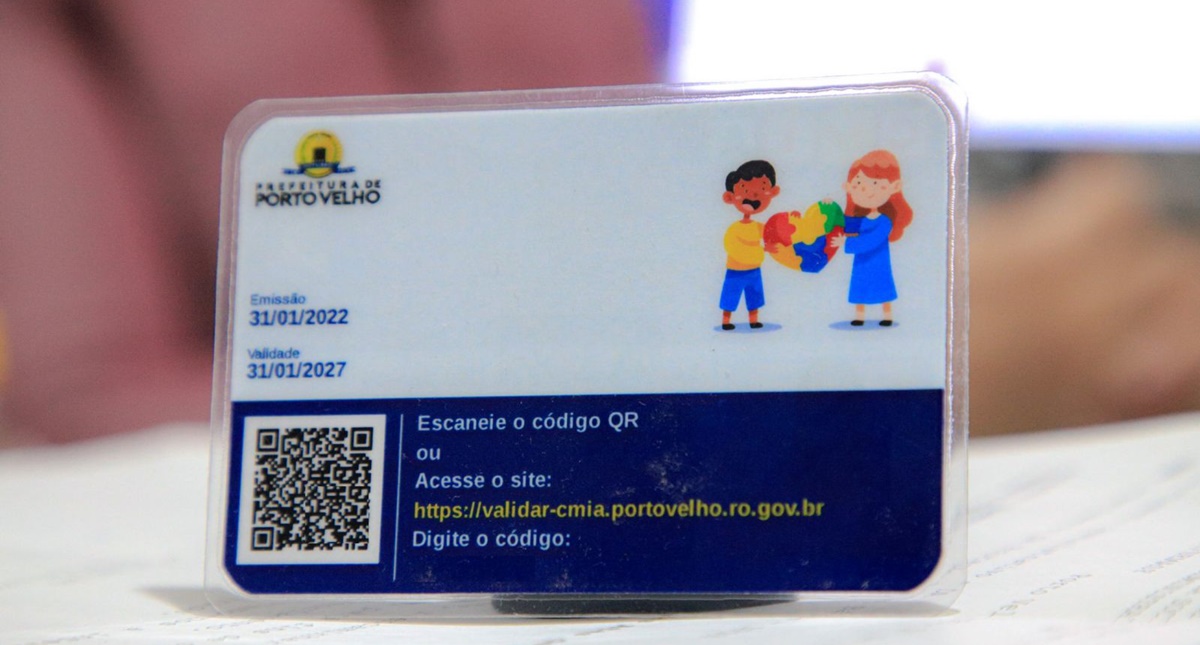 PREFEITURA DE
PORTO VELHO
Emissão
31/01/2022
Validade
31/01/2027
Escaneie o código QR
ou
Acesse o site:
https://validar-cmia.portovelho.ro.gov.br
Digite o código: